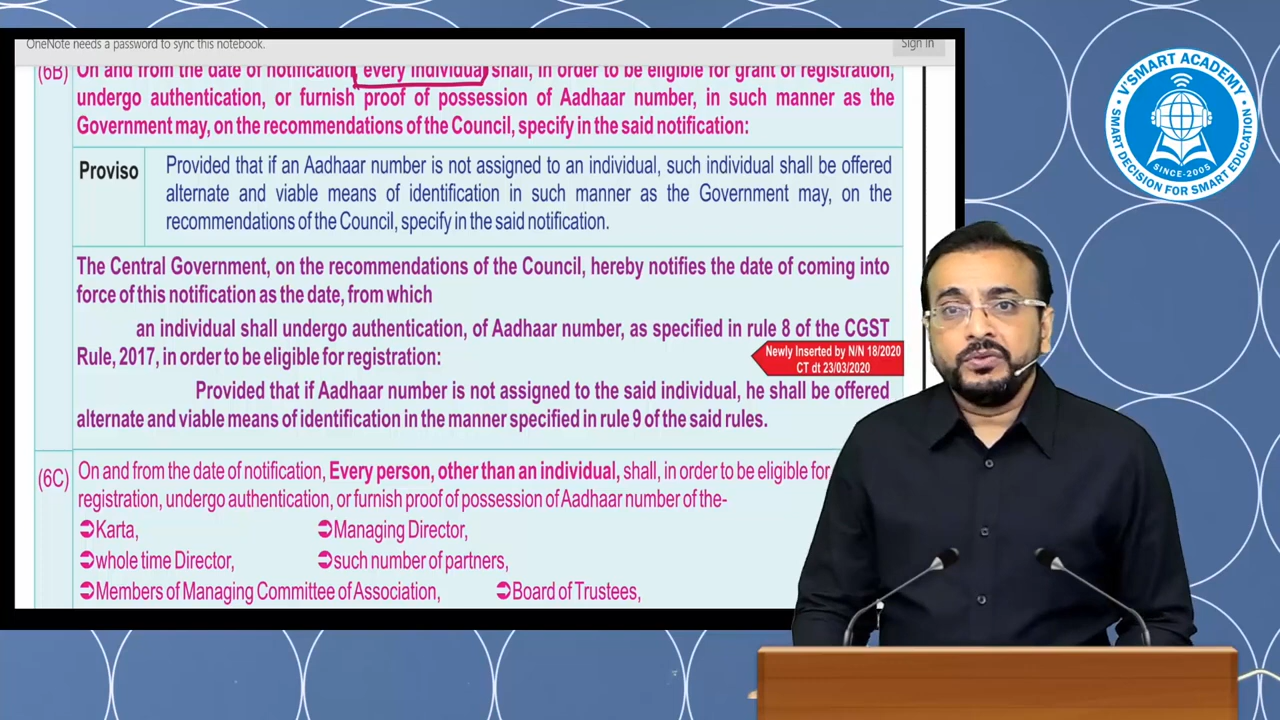 OneNote needs a password to sync this notebook.
Sign in
(6B) On and from the date of notification, every individual shall, in order to be eligible for grant of registration,
undergo authentication, or furnish proof of possession of Aadhaar number, in such manner as the
Government may, on the recommendations of the Council, specify in the said notification:
Proviso
Provided that if an Aadhaar number is not assigned to an individual, such individual shall be offered
alternate and viable means of identification in such manner as the Government may, on the
recommendations of the Council, specify in the said notification.
The Central Government, on the recommendations of the Council, hereby notifies the date of coming into
force of this notification as the date, from which
an individual shall undergo authentication, of Aadhaar number, as specified in rule 8 of the CGST
Rule, 2017, in order to be eligible for registration:
Newly Inserted by N/N 18/2020
CT dt 23/03/2020
Provided that if Aadhaar number is not assigned to the said individual, he shall be offered
alternate and viable means of identification in the manner specified in rule 9 of the said rules.
(6C) On and from the date of notification, Every person, other than an individual, shall, in order to be eligible for
registration, undergo authentication, or furnish proof of possession of Aadhaar number of the-
➲Karta, ➲Managing Director,
➲whole time Director, ➲such number of partners,
➲Members of Managing Committee of Association, ➲Board of Trustees,
V'SMART ACADEMY
SINCE-2005
SMART DECISION FOR SMART EDUCATION